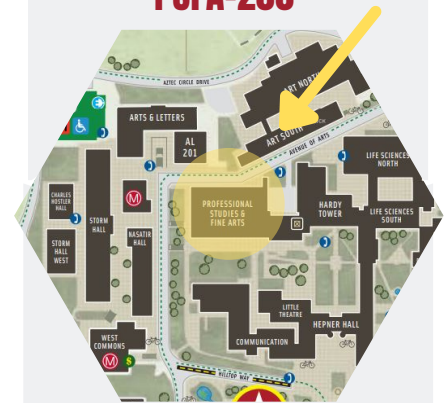 AZTEC CIRCLE DRIVE
ART NORTH
ARTS & LETTERS
ART SOUTH
AVENUE OF ARTS
AL
201
LIFE SCIENCES
NORTH
CHARLES
HOSTLER
HALL
M
PROFESSIONAL
STUDIES &
FINE ARTS
HARDY
TOWER
LIFE SCIENCES
SOUTH
STORM
HALL
NASATIR
HALL
STORM
HALL
WEST
LITTLE
THEATRE
HEPNER HALL
WEST
COMMONS
COMMUNICATION
M
$
HILLTOP WAY